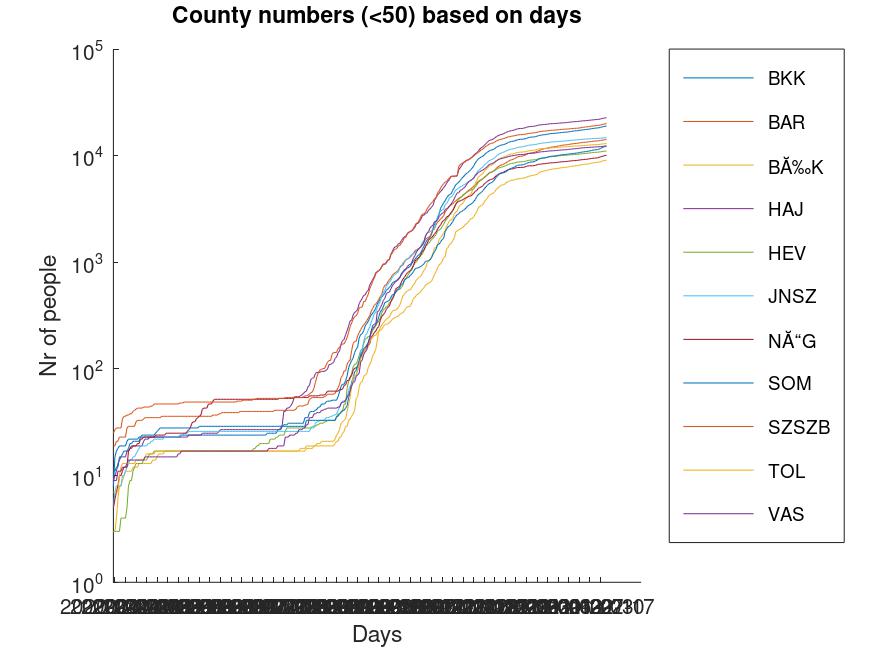 County numbers (<50) based on days
10^5
10^4
10^3
10^2
10^1
10^0
Nr of people
Days
BKK
BAR
BĂ‰K
HAJ
HEV
JNSZ
NĂ“G
SOM
SZSZB
TOL
VAS